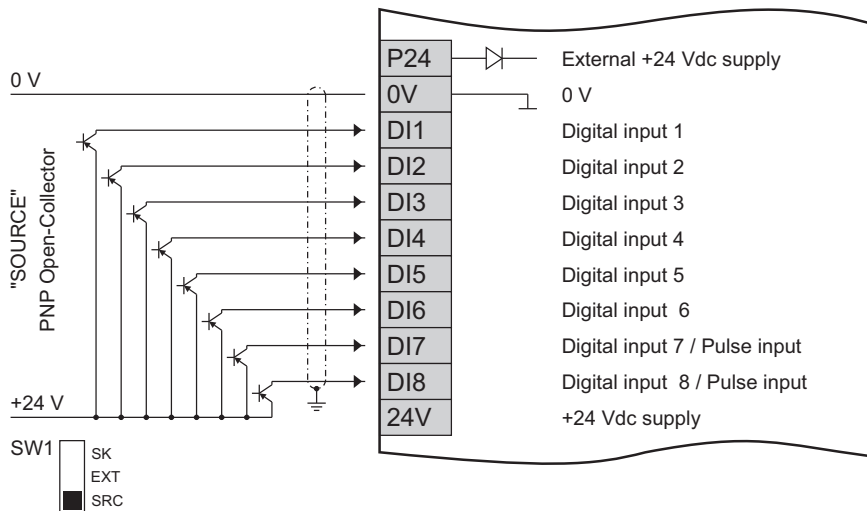 P24 External +24 Vdc supply
0 V 0V 0 V
DI1 Digital input 1
DI2 Digital input 2
DI3 Digital input 3
DI4 Digital input 4
DI5 Digital input 5
DI6 Digital input 6
DI7 Digital input 7 / Pulse input
DI8 Digital input 8 / Pulse input
+24 V 24V +24 Vdc supply
"SOURCE"
PNP Open-Collector
SW1 SK
EXT
SRC